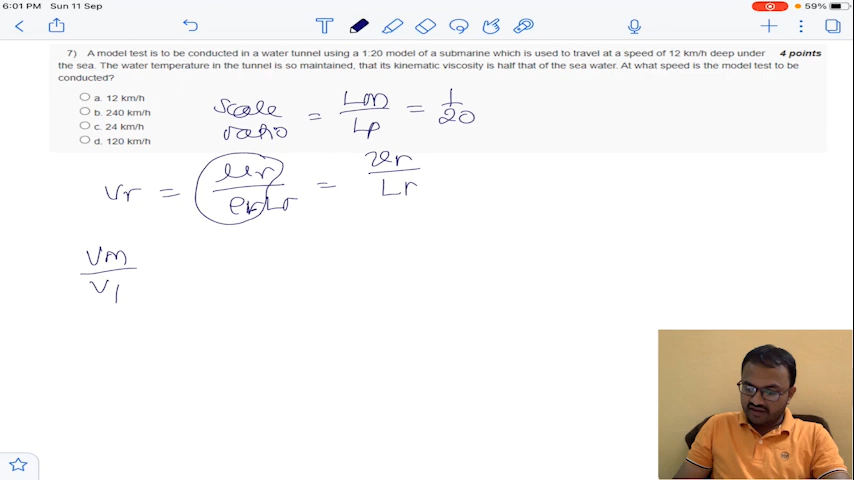 6:01 PM Sun 11 Sep
59%
7) A model test is to be conducted in a water tunnel using a 1:20 model of a submarine which is used to travel at a speed of 12 km/h deep under 4 points
the sea. The water temperature in the tunnel is so maintained, that its kinematic viscosity is half that of the sea water. At what speed is the model test to be
conducted?
a. 12 km/h
b. 240 km/h
c. 24 km/h
d. 120 km/h
scale ratio = Lm / Lp = 1 / 20
Vr = μr / ρr Lr = νr / Lr
Vm
V